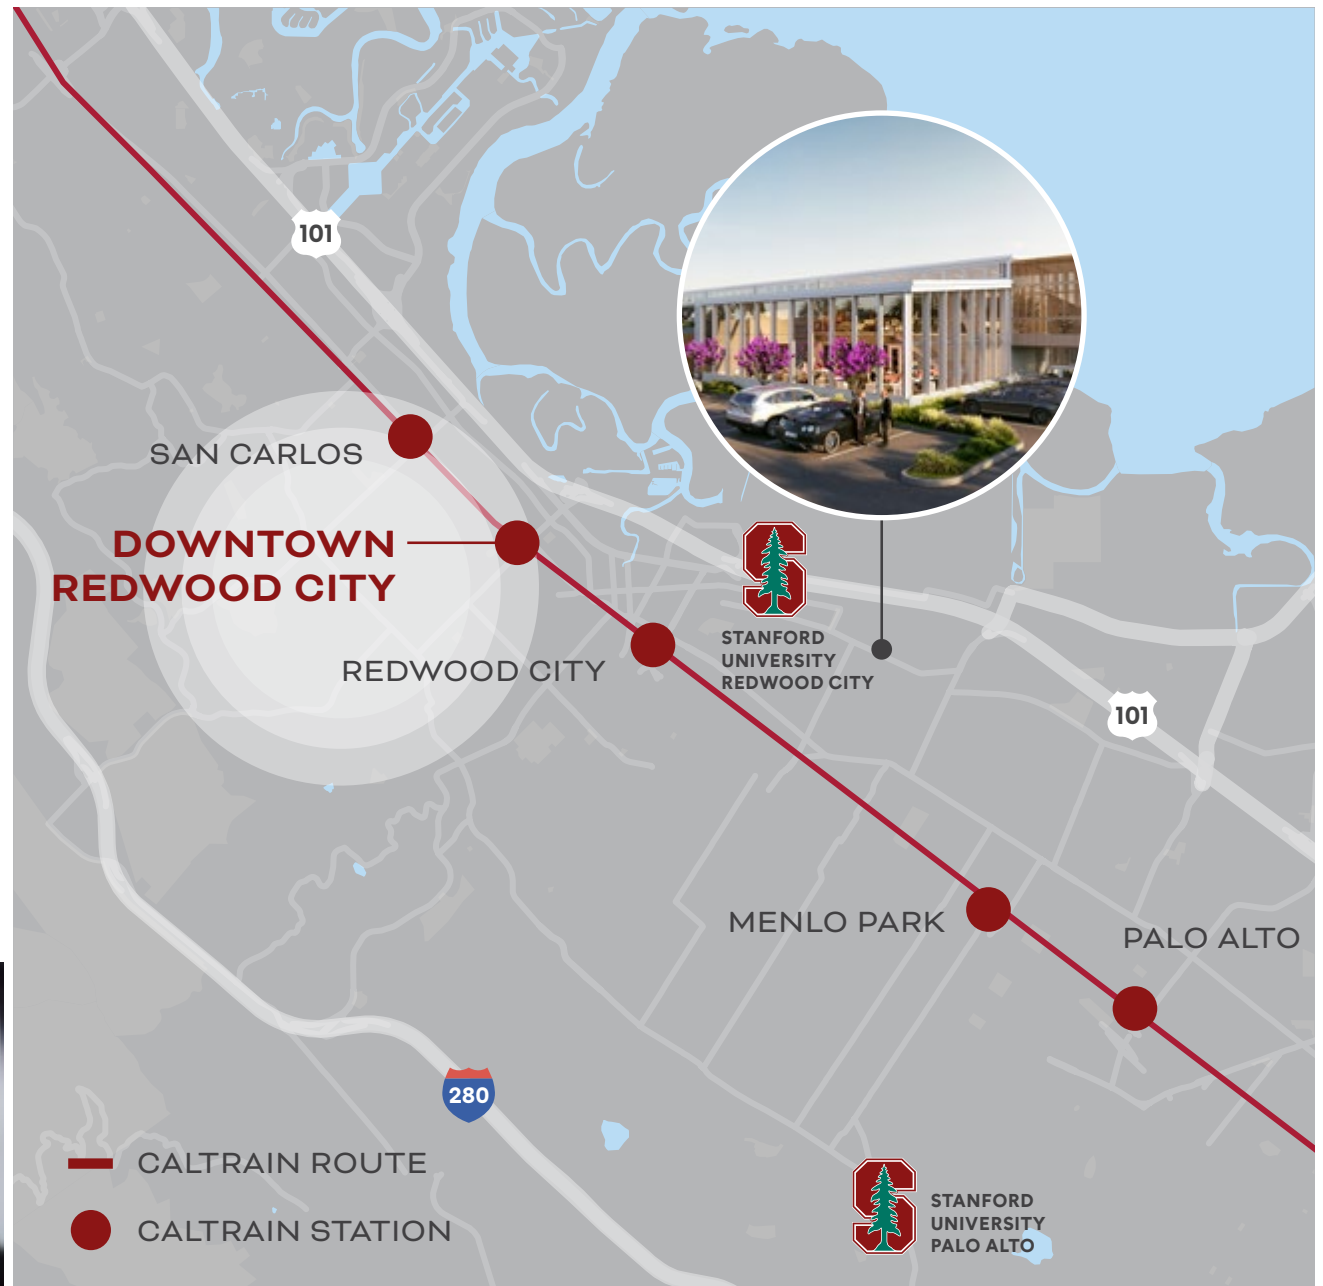 101
SAN CARLOS
DOWNTOWN
REDWOOD CITY
REDWOOD CITY
STANFORD
UNIVERSITY
REDWOOD CITY
101
MENLO PARK
PALO ALTO
280
CALTRAIN ROUTE
CALTRAIN STATION
S
STANFORD
UNIVERSITY
PALO ALTO